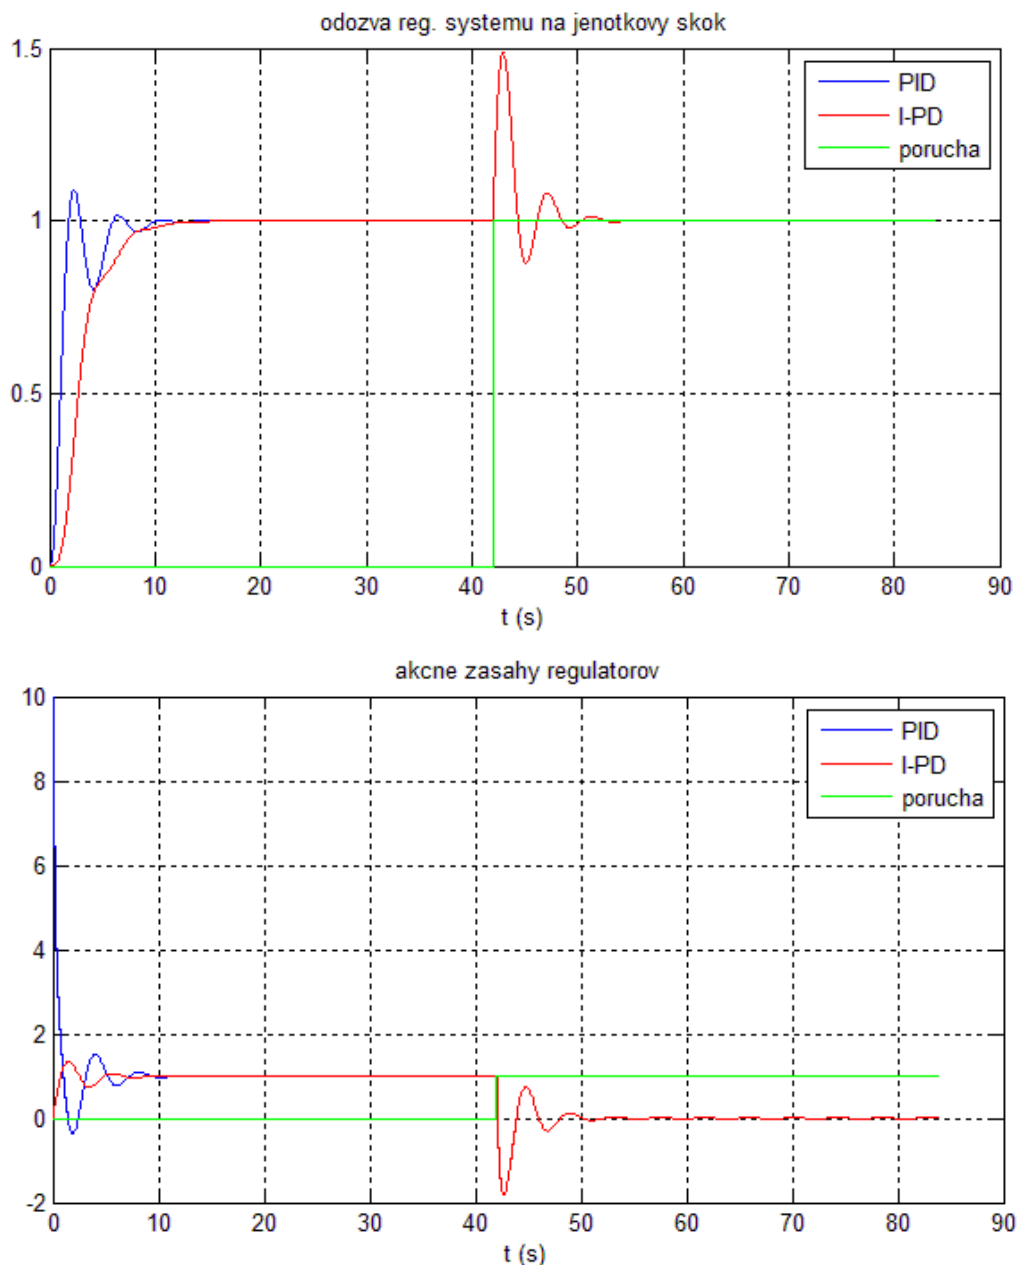 odozva reg. systemu na jenotkovy skok
1.5
1
0.5
0
PID
I-PD
porucha
0 10 20 30 40 50 60 70 80 90
t (s)
akcne zasahy regulatorov
10
8
6
4
2
0
-2
PID
I-PD
porucha
0 10 20 30 40 50 60 70 80 90
t (s)